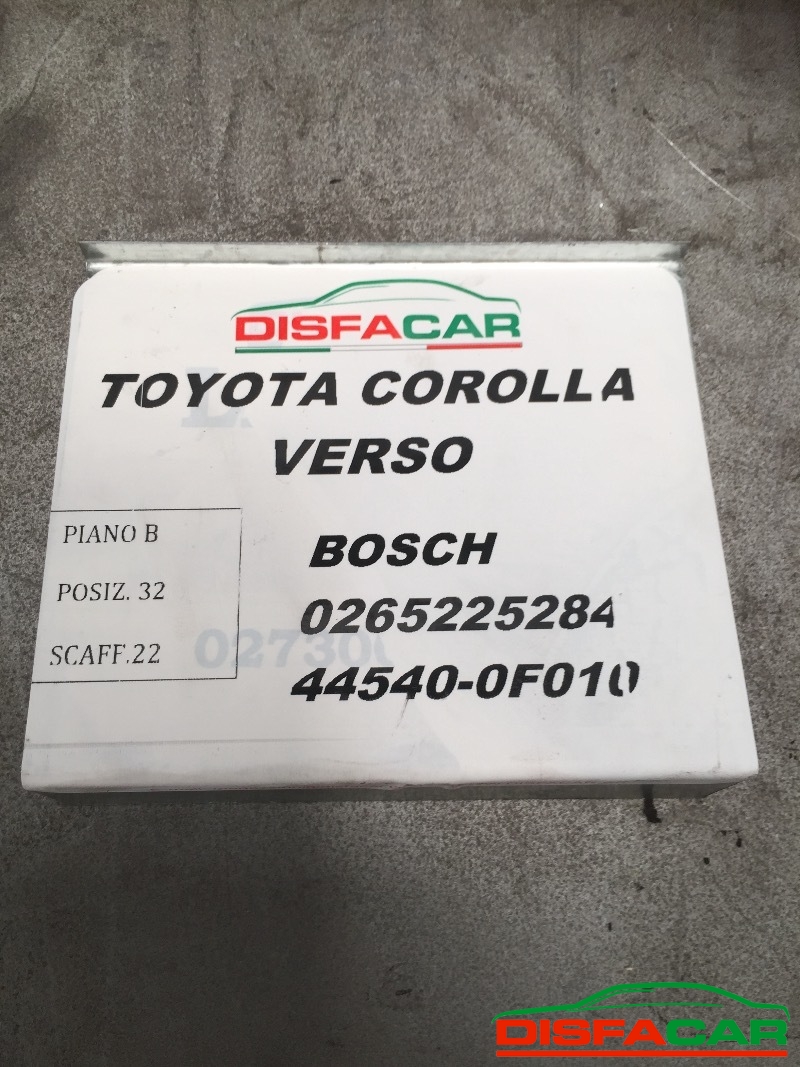 DISFACAR
TOYOTA COROLLA
VERSO
PIANO B
POSIZ. 32
SCAFF.22
BOSCH
0265225284
44540-0F010
DISFACAR